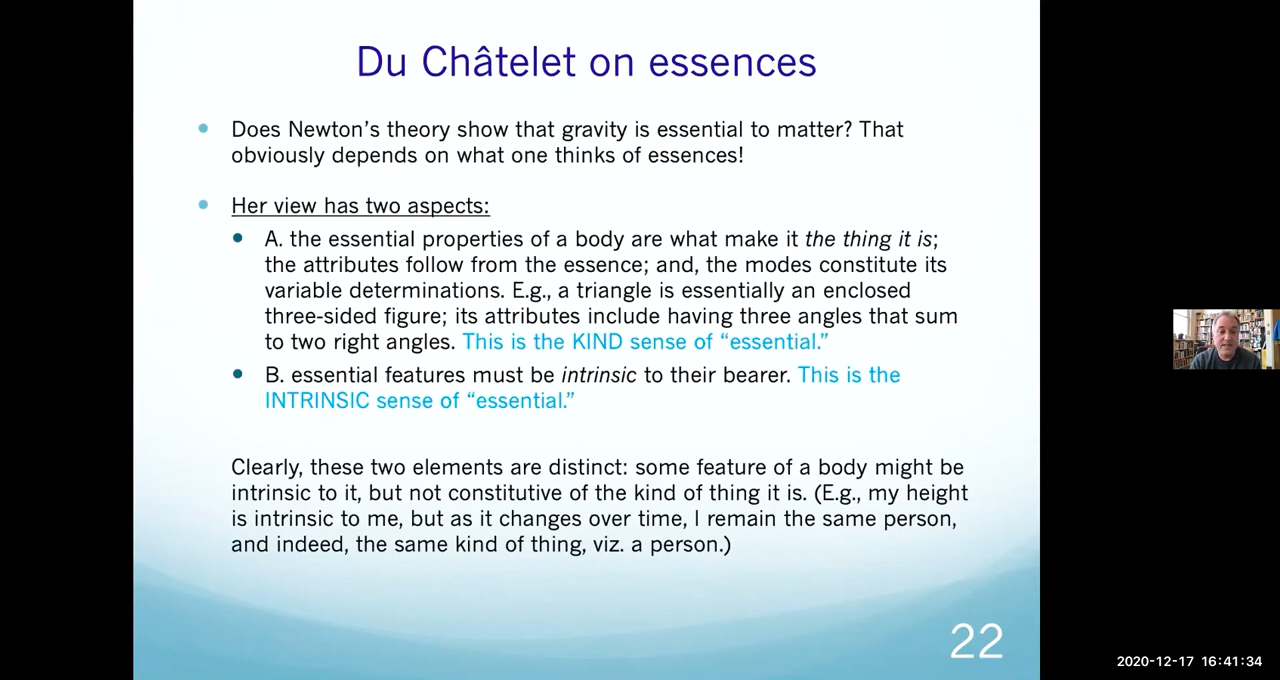 Du Châtelet on essences
Does Newton’s theory show that gravity is essential to matter? That
obviously depends on what one thinks of essences!
Her view has two aspects:
A. the essential properties of a body are what make it the thing it is;
the attributes follow from the essence; and, the modes constitute its
variable determinations. E.g., a triangle is essentially an enclosed
three-sided figure; its attributes include having three angles that sum
to two right angles. This is the KIND sense of “essential.”
B. essential features must be intrinsic to their bearer. This is the
INTRINSIC sense of “essential.”
Clearly, these two elements are distinct: some feature of a body might be
intrinsic to it, but not constitutive of the kind of thing it is. (E.g., my height
is intrinsic to me, but as it changes over time, I remain the same person,
and indeed, the same kind of thing, viz. a person.)
22
2020-12-17 16:41:34